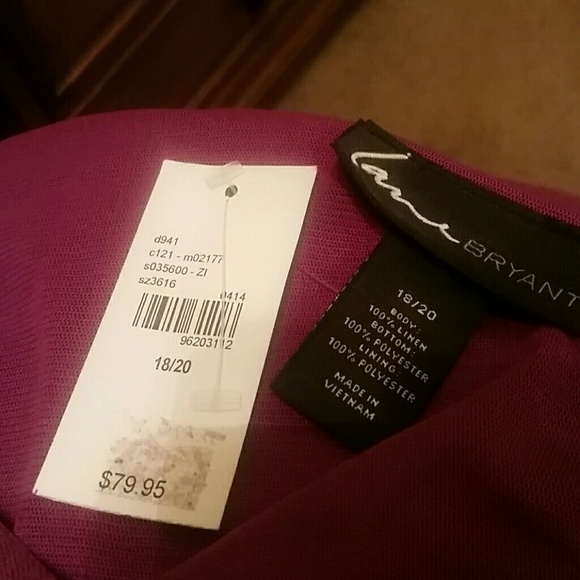 d941
c121 - m02177
s035600 - ZI
sz3616
0414
18/20
$79.95
lane BRYANT
18/20
BODY:
100% LINEN
BOTTOM:
100% POLYESTER
LINING:
100% POLYESTER
MADE IN
VIETNAM